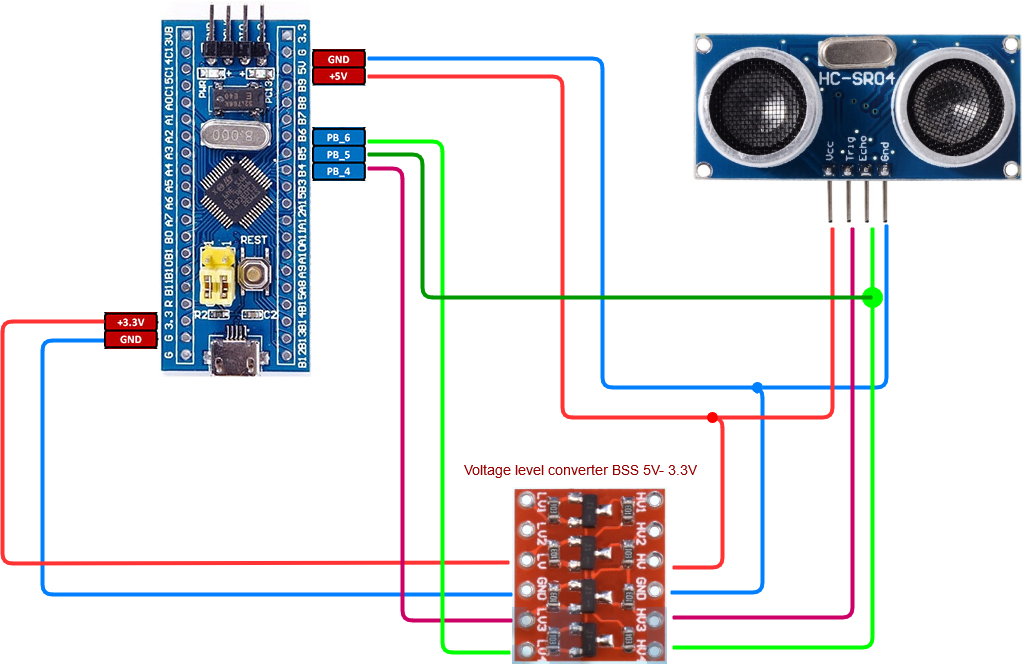 GND
+5V
PB_6
PB_5
PB_4
+3.3V
GND
3.3
G
5V
B9
B8
B7
B6
B5
B4
B3
A15
A12
A11
A10
A9
A8
B15
B14
B13
B12
VB
C13
C14
C15
A0
A1
A2
A3
A4
A5
A6
A7
B0
B1
B10
B11
R
3.3
G
G
PWR
PC13
8.000
REST
R2
C2
HC-SR04
Vcc
Trig
Echo
Gnd
Voltage level converter BSS 5V- 3.3V
LV1
HV1
LV2
HV2
LV
HV
GND
GND
LV3
HV3
LV4
HV4